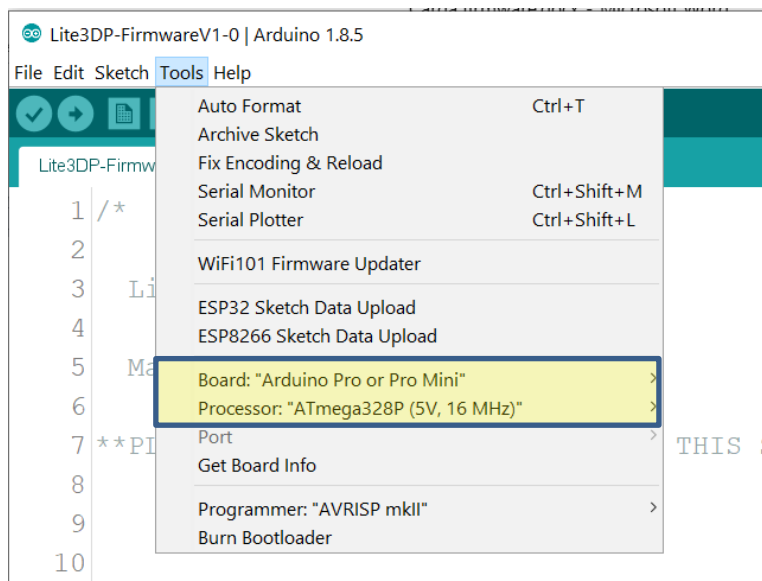 Lite3DP-FirmwareV1-0 | Arduino 1.8.5
File Edit Sketch Tools Help
Auto Format Ctrl+T
Archive Sketch
Lite3DP-Firmw Fix Encoding & Reload
1 /* Serial Monitor Ctrl+Shift+M
2 Serial Plotter Ctrl+Shift+L
WiFi101 Firmware Updater
3 Li
ESP32 Sketch Data Upload
4 ESP8266 Sketch Data Upload
5 Ma Board: "Arduino Pro or Pro Mini"
6 Processor: "ATmega328P (5V, 16 MHz)"
7 **PL Port THIS
8 Get Board Info
9 Programmer: "AVRISP mkII"
10 Burn Bootloader